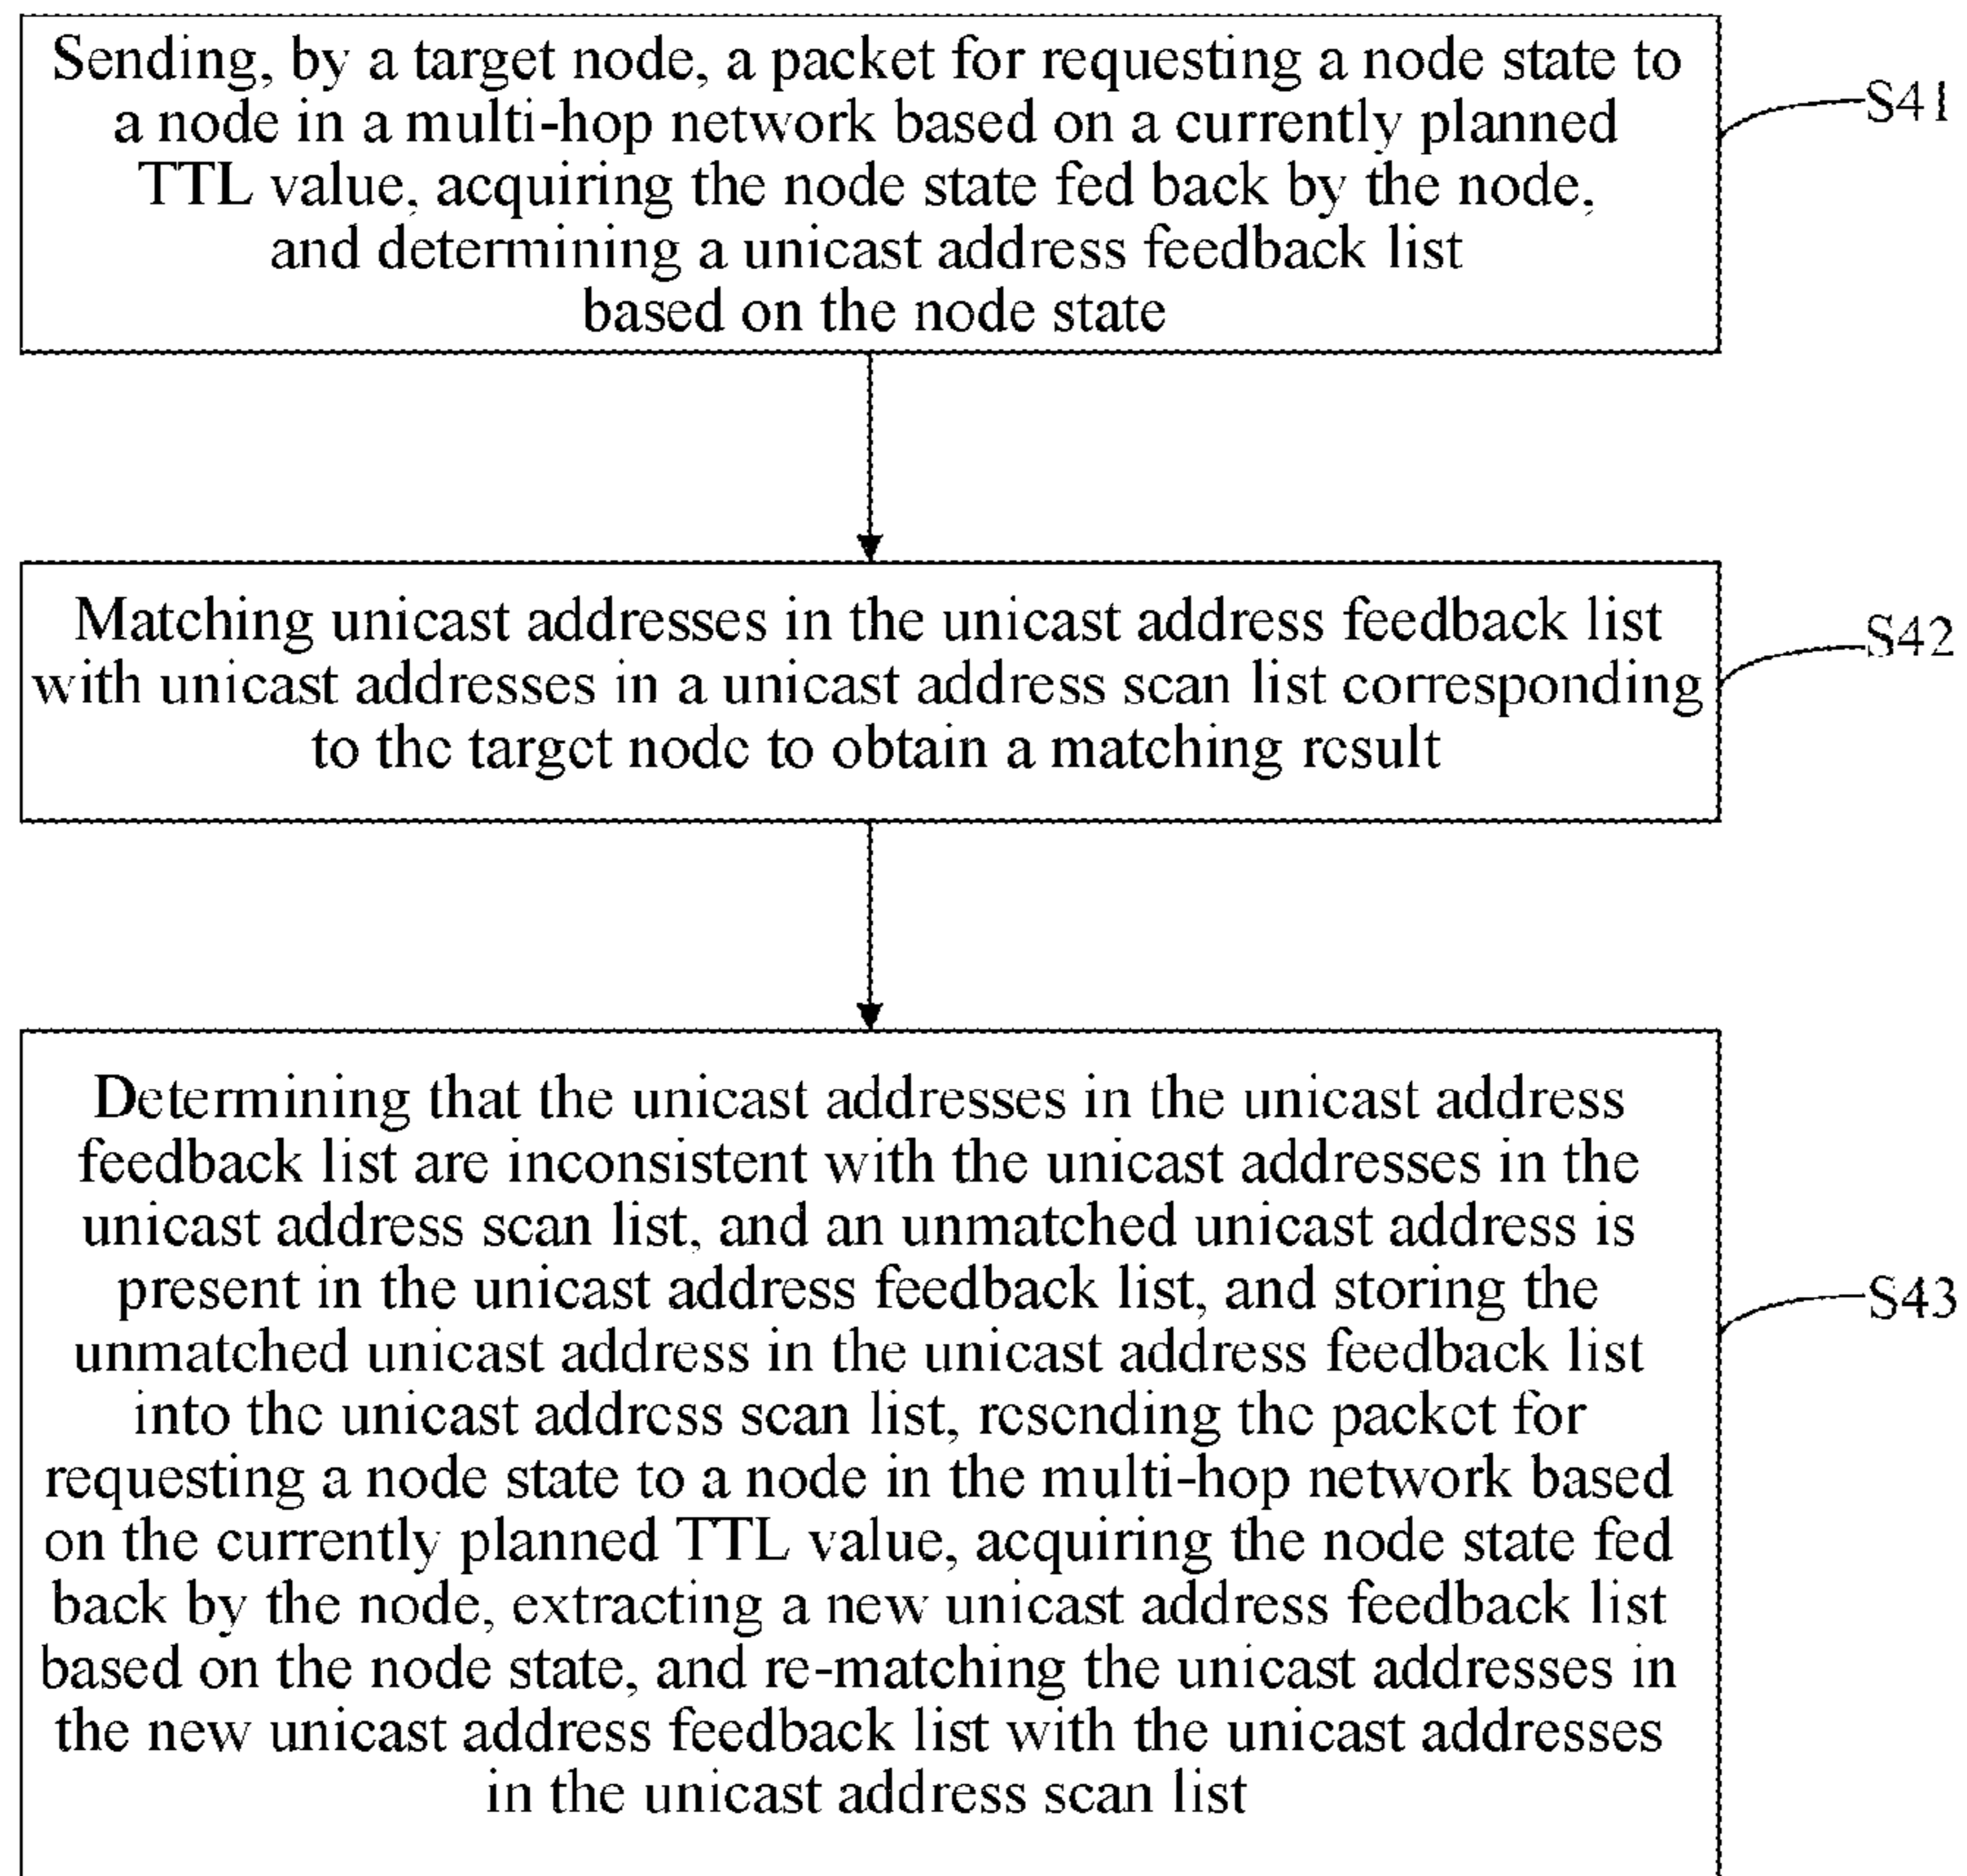 Sending, by a target node, a packet for requesting a node state to
a node in a multi-hop network based on a currently planned
TTL value, acquiring the node state fed back by the node,
and determining a unicast address feedback list
based on the node state
S41
Matching unicast addresses in the unicast address feedback list
with unicast addresses in a unicast address scan list corresponding
to the target node to obtain a matching result
S42
Determining that the unicast addresses in the unicast address
feedback list are inconsistent with the unicast addresses in the
unicast address scan list, and an unmatched unicast address is
present in the unicast address feedback list, and storing the
unmatched unicast address in the unicast address feedback list
into the unicast address scan list, resending the packet for
requesting a node state to a node in the multi-hop network based
on the currently planned TTL value, acquiring the node state fed
back by the node, extracting a new unicast address feedback list
based on the node state, and re-matching the unicast addresses in
the new unicast address feedback list with the unicast addresses
in the unicast address scan list
S43